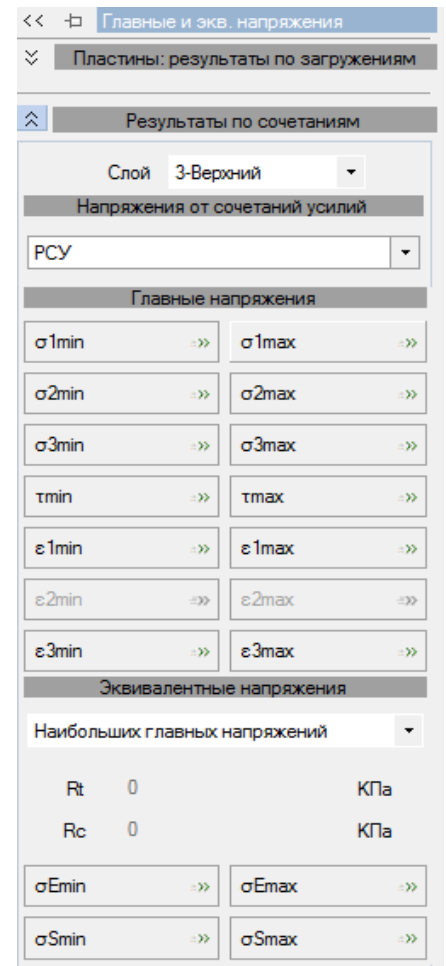 << Главные и экв. напряжения
Пластины: результаты по загружениям
Результаты по сочетаниям
Слой 3-Верхний
Напряжения от сочетаний усилий
РСУ
Главные напряжения
σ1min σ1max
σ2min σ2max
σ3min σ3max
τmin τmax
ε1min ε1max
ε2min ε2max
ε3min ε3max
Эквивалентные напряжения
Наибольших главных напряжений
Rt 0 КПа
Rc 0 КПа
σEmin σEmax
σSmin σSmax